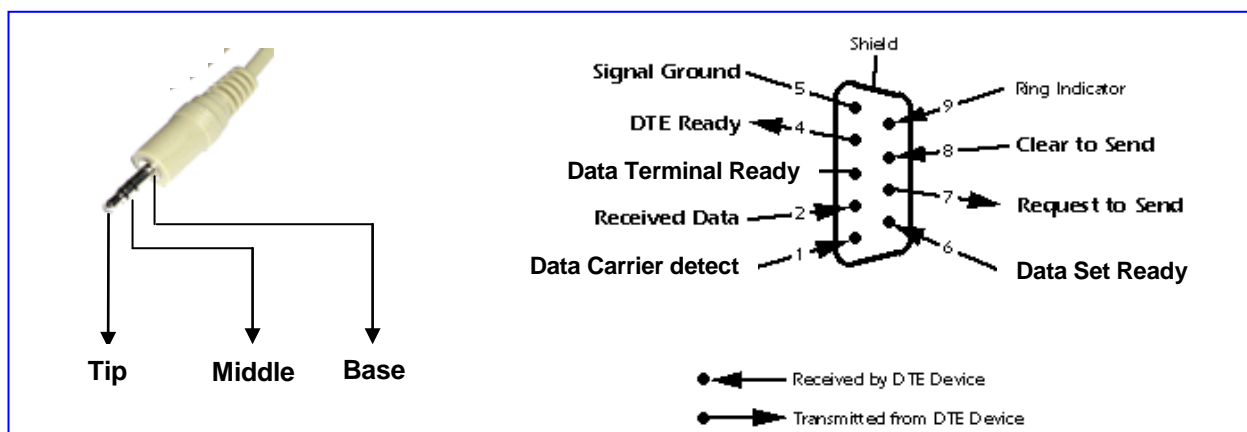 Tip
Middle
Base
Shield
Signal Ground
5
9
Ring Indicator
DTE Ready
4
8
Clear to Send
Data Terminal Ready
7
Request to Send
Received Data
2
6
Data Set Ready
Data Carrier detect
1
Received by DTE Device
Transmitted from DTE Device